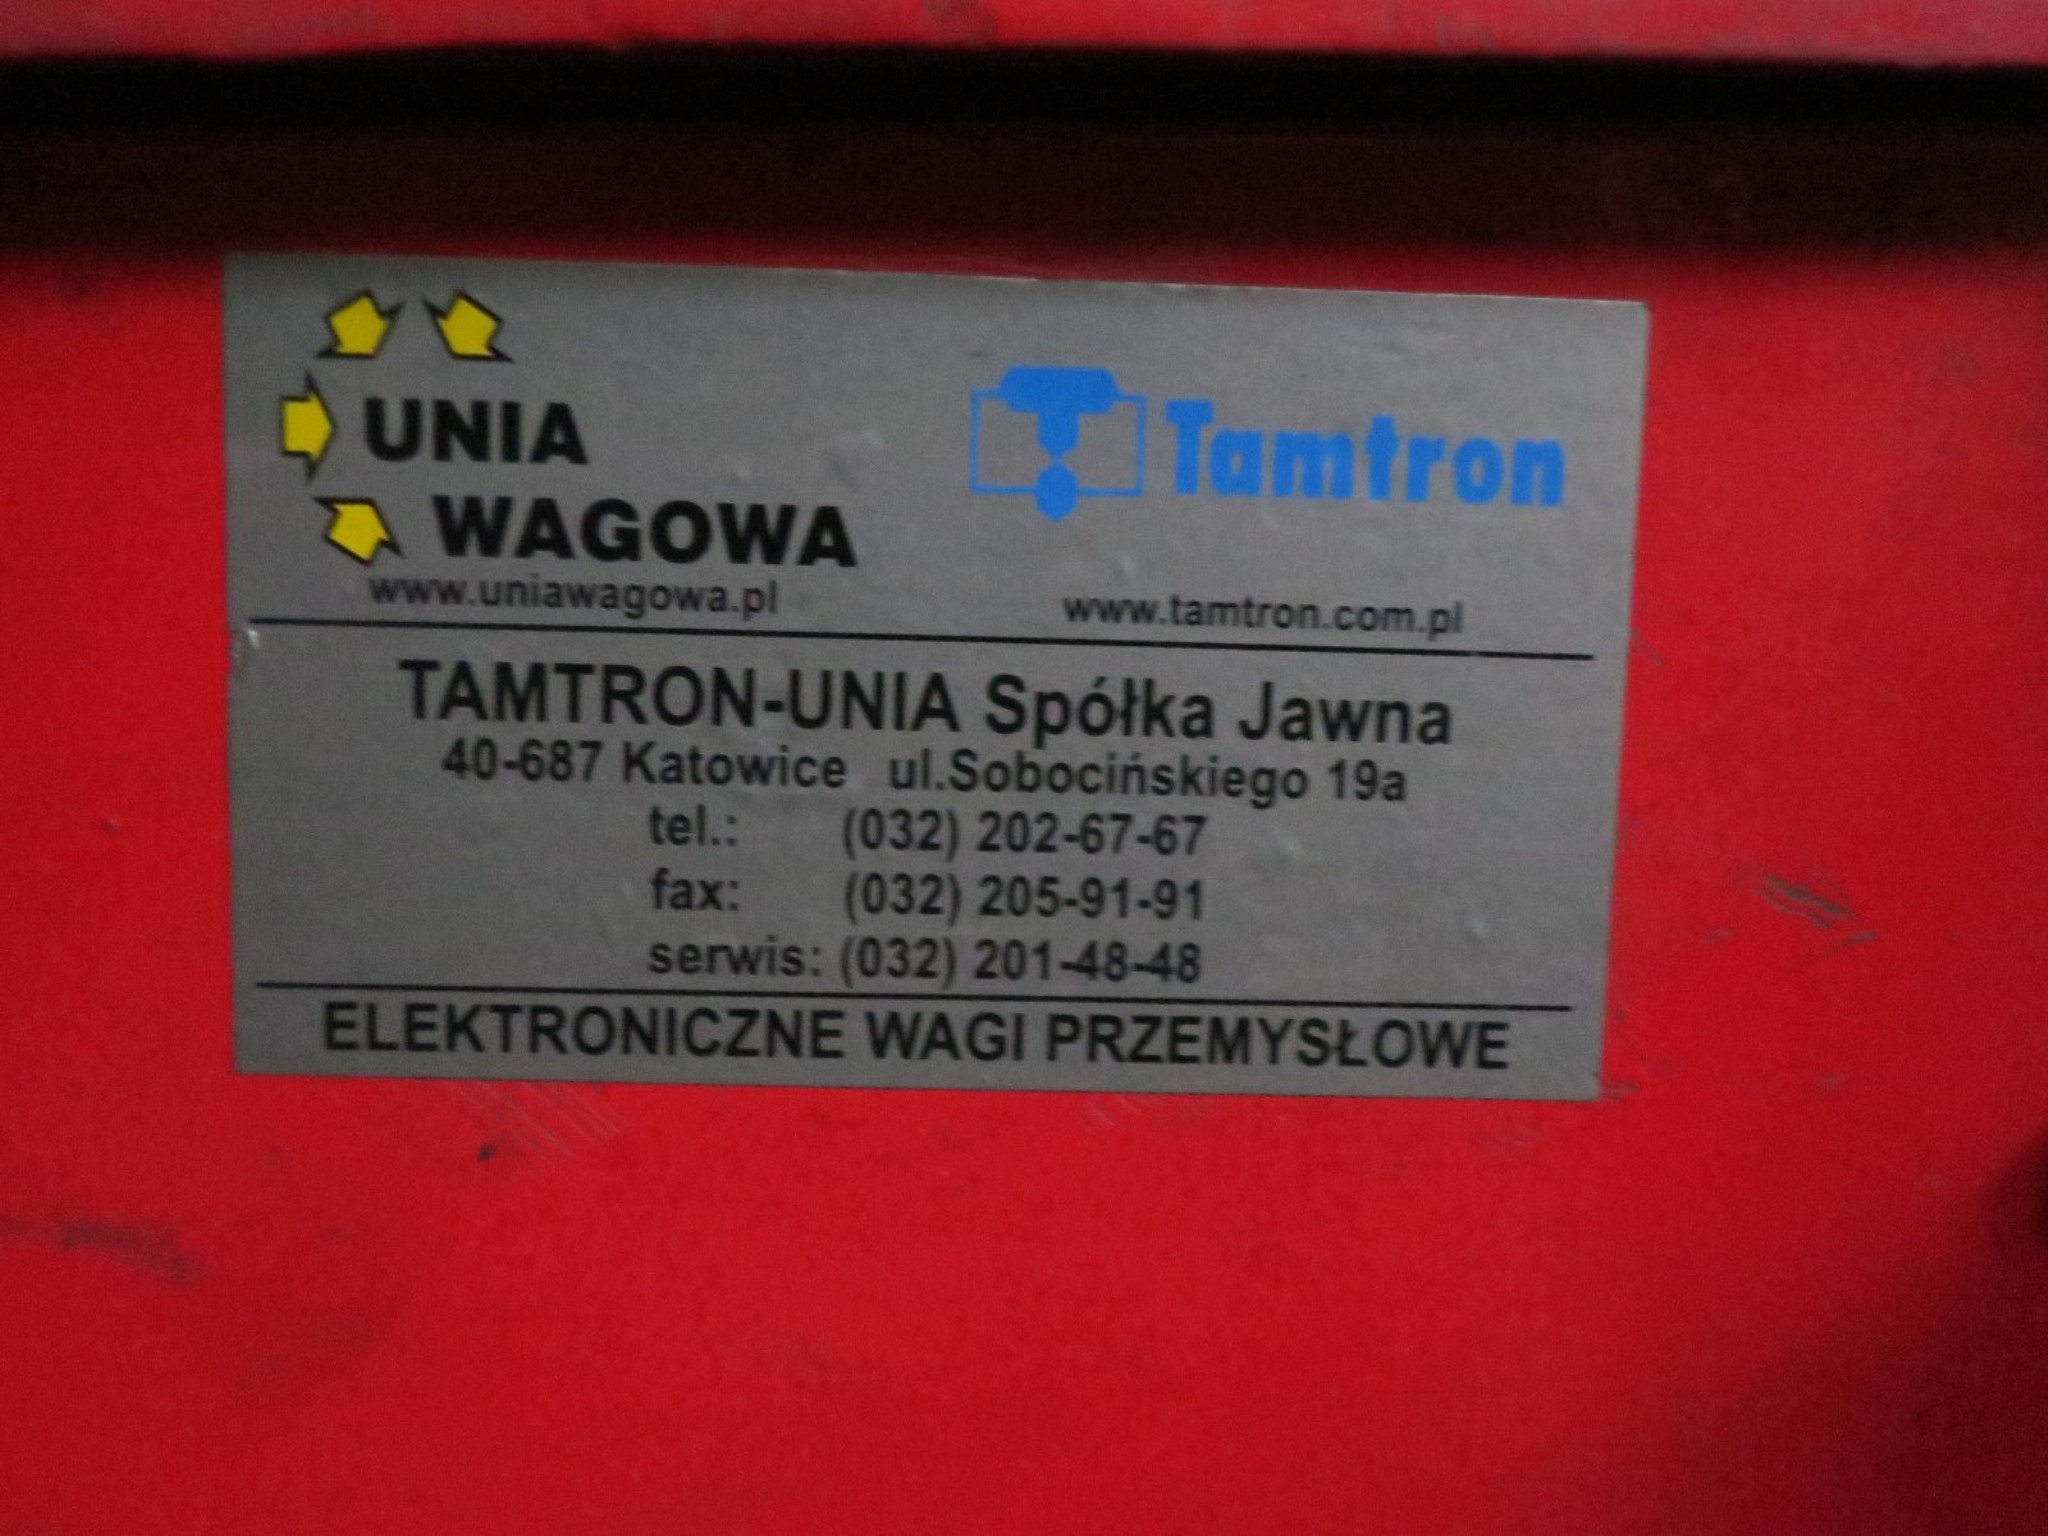 UNIA
WAGOWA
www.uniawagowa.pl
Tamtron
www.tamtron.com.pl
TAMTRON-UNIA Spółka Jawna
40-687 Katowice ul.Sobocińskiego 19a
tel.: (032) 202-67-67
fax: (032) 205-91-91
serwis: (032) 201-48-48
ELEKTRONICZNE WAGI PRZEMYSŁOWE